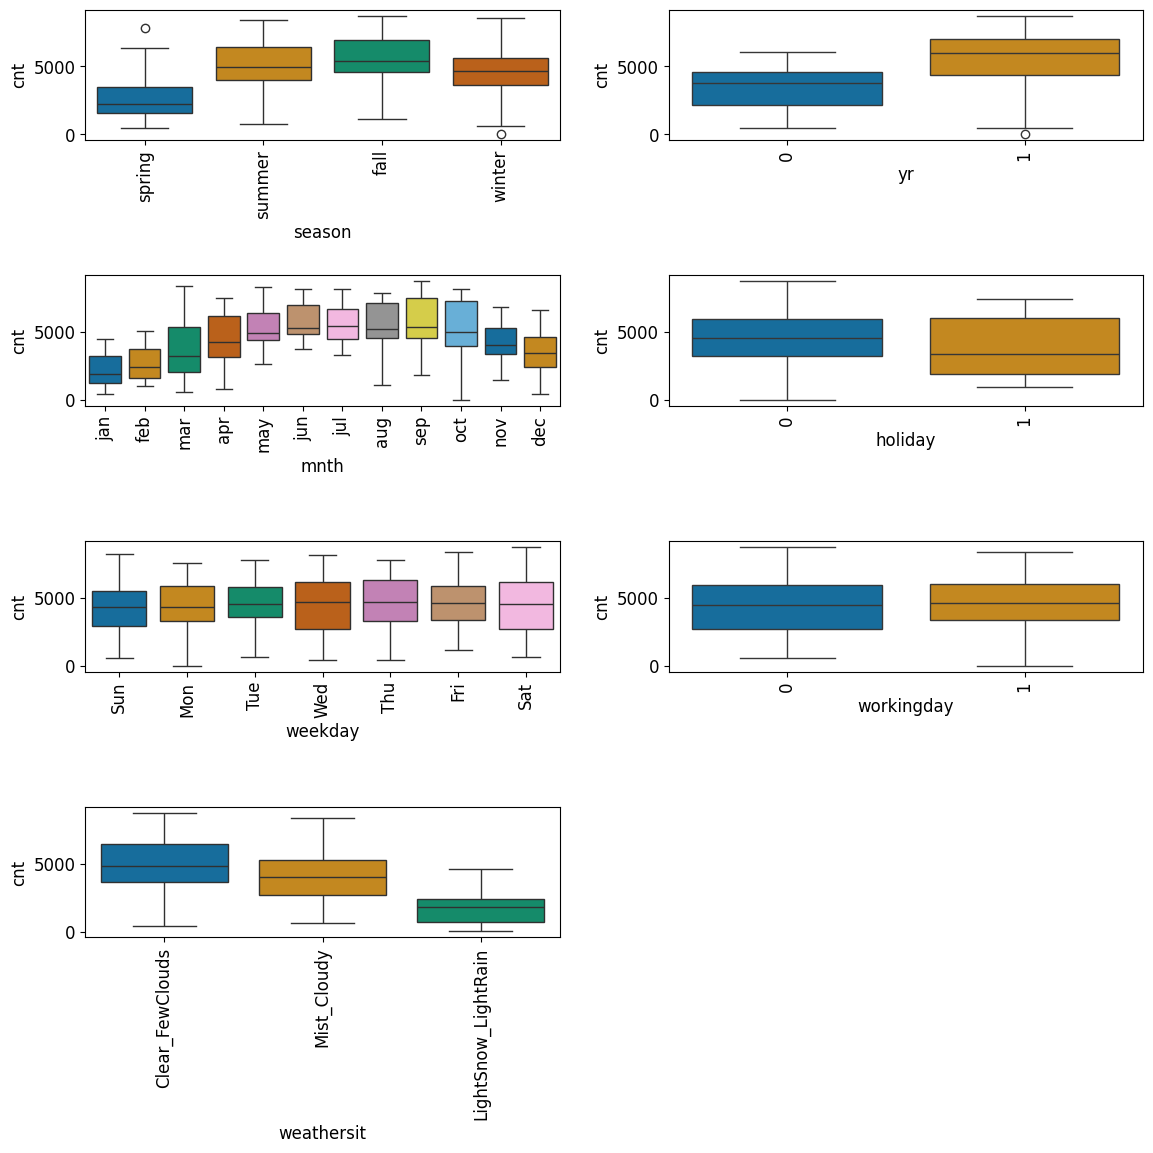 cnt
5000
0
spring
summer
fall
winter
season
cnt
5000
0
0
1
yr
cnt
5000
0
jan
feb
mar
apr
may
jun
jul
aug
sep
oct
nov
dec
mnth
cnt
5000
0
0
1
holiday
cnt
5000
0
Sun
Mon
Tue
Wed
Thu
Fri
Sat
weekday
cnt
5000
0
0
1
workingday
cnt
5000
0
Clear_FewClouds
Mist_Cloudy
LightSnow_LightRain
weathersit